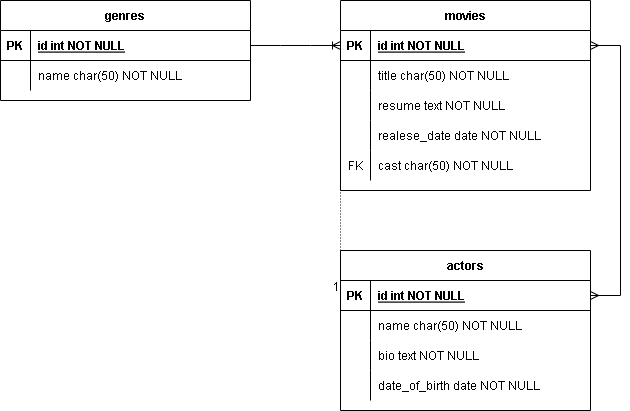 genres
PK id int NOT NULL
name char(50) NOT NULL
movies
PK id int NOT NULL
title char(50) NOT NULL
resume text NOT NULL
realese_date date NOT NULL
FK cast char(50) NOT NULL
1
actors
PK id int NOT NULL
name char(50) NOT NULL
bio text NOT NULL
date_of_birth date NOT NULL